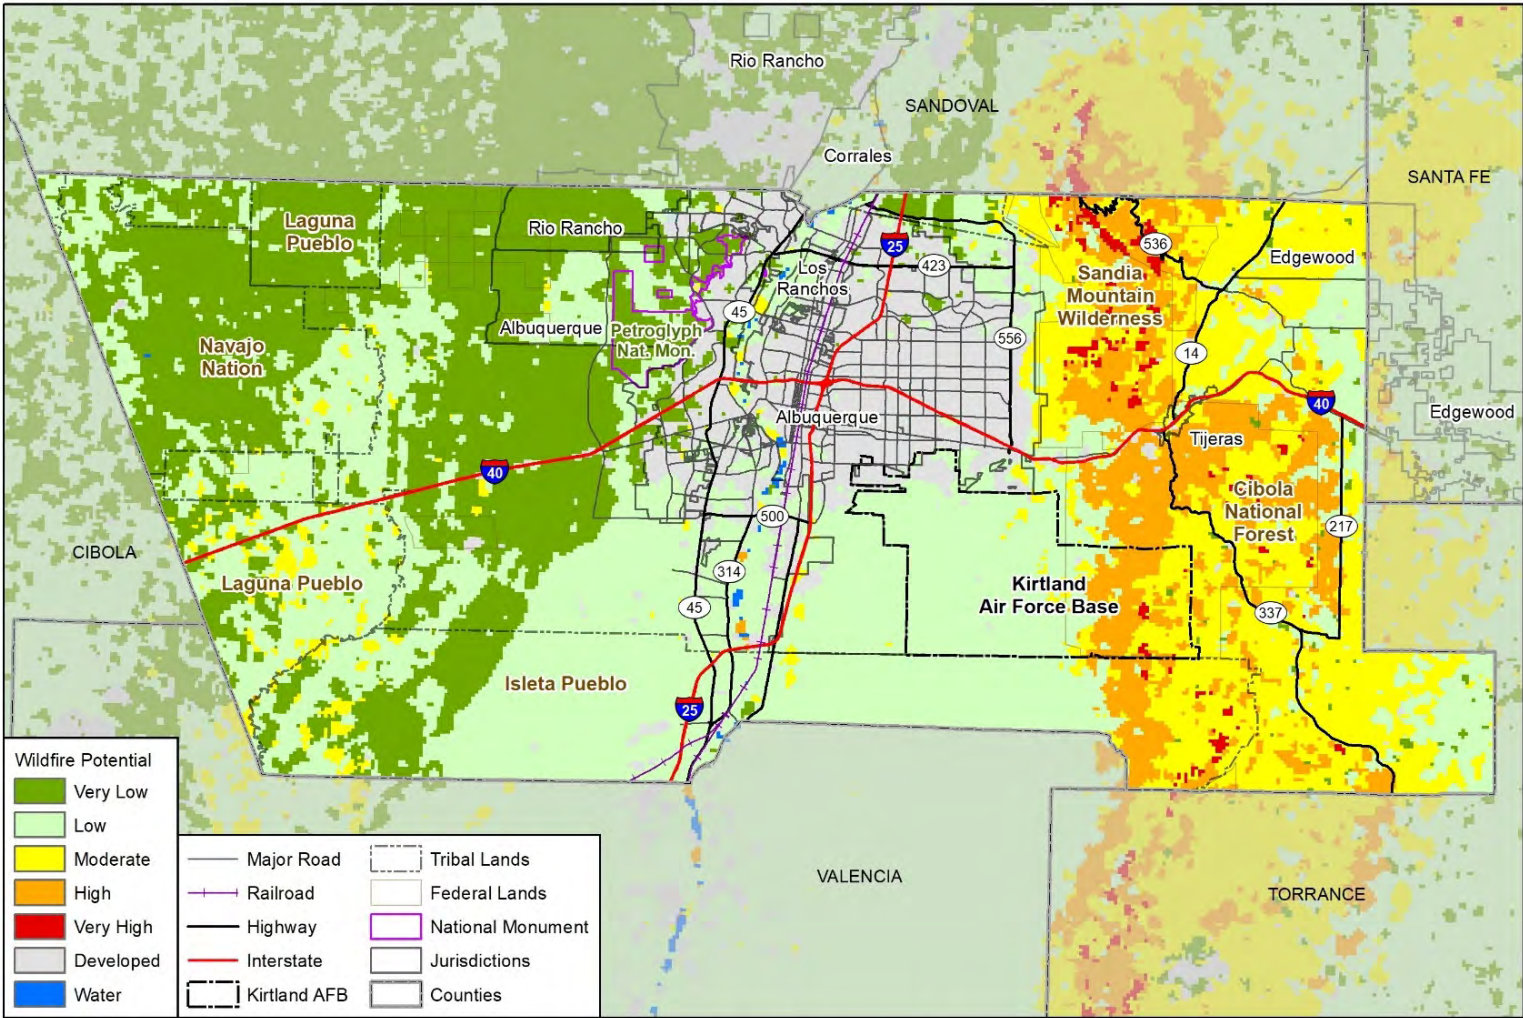 Rio Rancho
SANDOVAL
Corrales
SANTA FE
Laguna
Pueblo
Rio Rancho
25
423
536
Edgewood
Los
Ranchos
Sandia
Mountain
Wilderness
45
Albuquerque
Petroglyph
Nat. Mon.
Navajo
Nation
556
14
40
Edgewood
Albuquerque
Tijeras
40
Cibola
National
Forest
500
217
CIBOLA
Laguna Pueblo
314
45
Kirtland
Air Force Base
337
Isleta Pueblo
25
VALENCIA
TORRANCE
Wildfire Potential
Very Low
Low
Moderate
High
Very High
Developed
Water
Major Road
Railroad
Highway
Interstate
Kirtland AFB
Tribal Lands
Federal Lands
National Monument
Jurisdictions
Counties